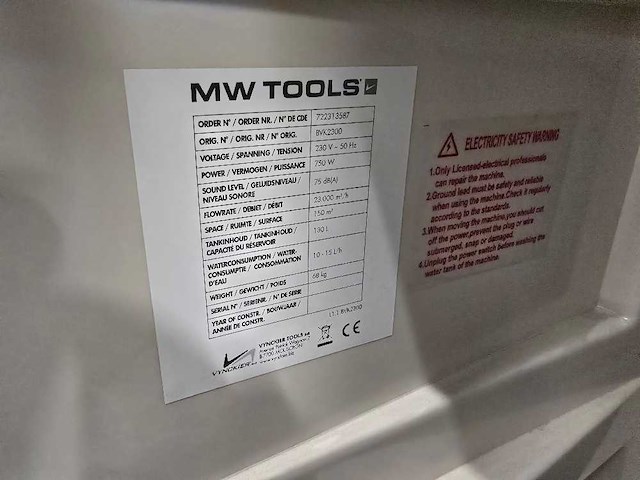 MW TOOLS
ORDER N° / ORDER NR. / N° DE CDE 722313587
ORIG. N° / ORIG. NR / N° ORIG. BVK2300
VOLTAGE / SPANNING / TENSION 230 V ~ 50 Hz
POWER / VERMOGEN / PUISSANCE 750 W
SOUND LEVEL / GELUIDSNIVEAU / 75 dB(A)
NIVEAU SONORE
FLOWRATE / DEBIET / DÉBIT 23.000 m³/h
SPACE / RUIMTE / SURFACE 150 m²
TANKINHOUD / TANKINHOUD / 130 l
CAPACITÉ DU RÉSERVOIR
WATERCONSUMPTION / WATER- 10 - 15 L/h
CONSUMPTIE / CONSOMMATION
D'EAU
WEIGHT / GEWICHT / POIDS 68 kg
SERIAL N° / SERIENR. / N° DE SERIE
YEAR OF CONSTR. / BOUWJAAR /
ANNÉE DE CONSTR.
BVK2300
VYNCKIER
VYNCKIER TOOLS sa
CE
ELECTRICITY SAFETY WARNING
1.Only Licensed-electrical professionals
can repair the machine.
2.Ground lead must be safety and reliable
when using the machine.Check it regularly
according to the standards.
3.When moving the machine,you should cut
off the power,prevent the plug or wire
submerged, snap or damaged.
4.Unplug the power switch before washing the
water tank of the machine.